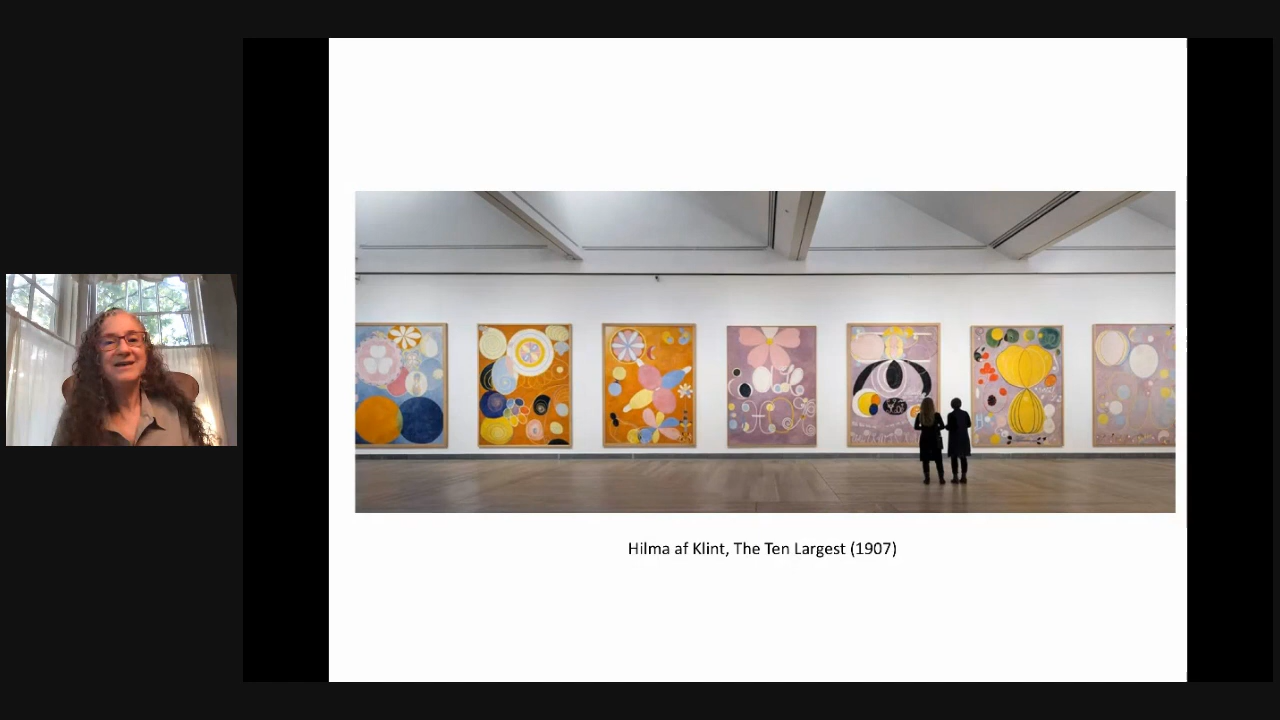 Hilma af Klint, The Ten Largest (1907)